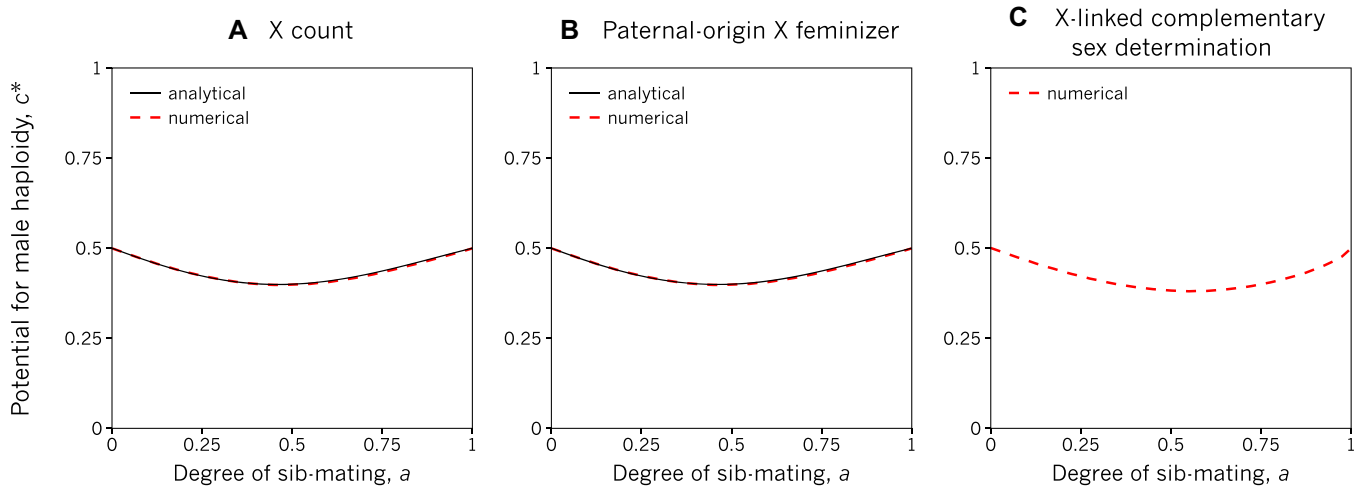 A X count
B Paternal-origin X feminizer
C X-linked complementary
sex determination
Potential for male haploidy, c*
1
0.75
0.5
0.25
0
analytical
numerical
0 0.25 0.5 0.75 1
Degree of sib-mating, a
1
0.75
0.5
0.25
0
analytical
numerical
0 0.25 0.5 0.75 1
Degree of sib-mating, a
1
0.75
0.5
0.25
0
numerical
0 0.25 0.5 0.75 1
Degree of sib-mating, a